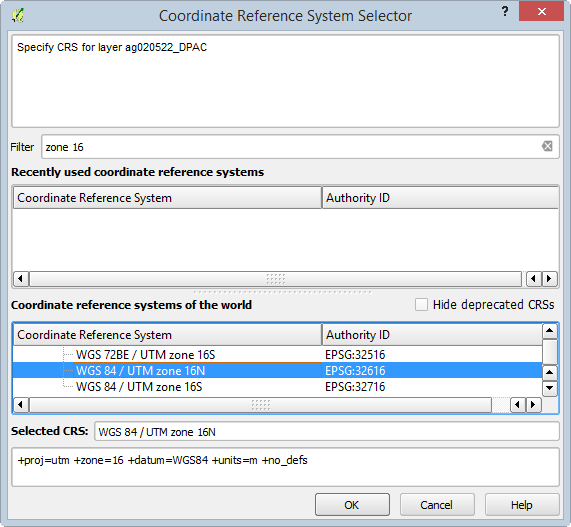 Coordinate Reference System Selector ?
Specify CRS for layer ag020522_DPAC
Filter zone 16
Recently used coordinate reference systems
Coordinate Reference System Authority ID
Coordinate reference systems of the world Hide deprecated CRSs
Coordinate Reference System Authority ID
WGS 72BE / UTM zone 16S EPSG:32516
WGS 84 / UTM zone 16N EPSG:32616
WGS 84 / UTM zone 16S EPSG:32716
Selected CRS: WGS 84 / UTM zone 16N
+proj=utm +zone=16 +datum=WGS84 +units=m +no_defs
OK Cancel Help